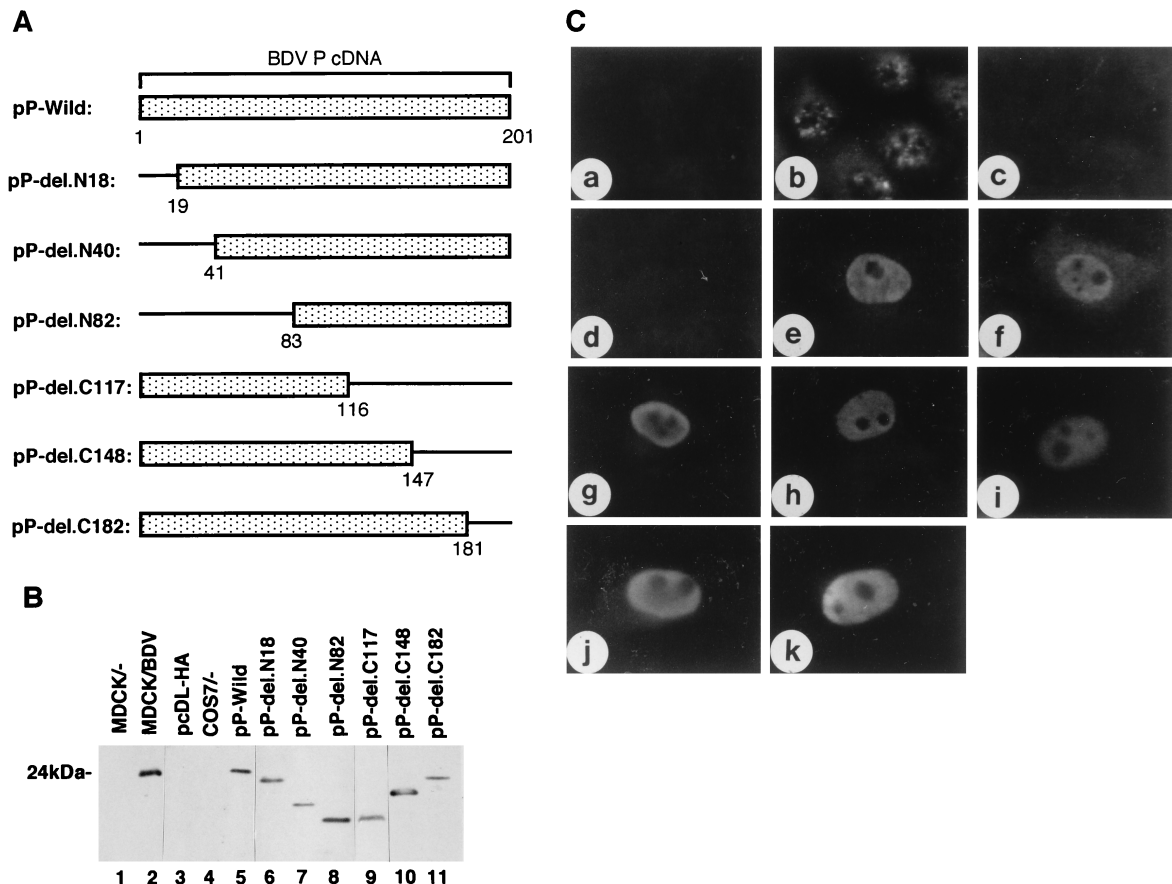 A
BDV P cDNA
pP-Wild:
1
201
pP-del.N18:
19
pP-del.N40:
41
pP-del.N82:
83
pP-del.C117:
116
pP-del.C148:
147
pP-del.C182:
181
B
MDCK/-
MDCK/BDV
pcDL-HA
COS7/-
pP-Wild
pP-del.N18
pP-del.N40
pP-del.N82
pP-del.C117
pP-del.C148
pP-del.C182
24kDa-
1 2 3 4 5 6 7 8 9 10 11
C
a b c
d e f
g h i
j k